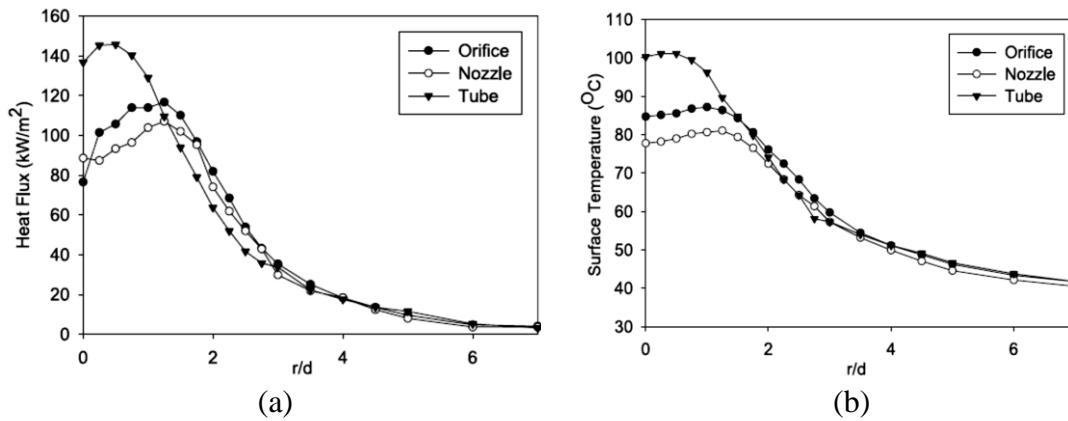 160
140
120
100
80
60
40
20
0
Heat Flux (kW/m²)
Orifice
Nozzle
Tube
0 2 4 6
r/d
(a)
110
100
90
80
70
60
50
40
30
Surface Temperature (ᴼC)
Orifice
Nozzle
Tube
0 2 4 6
r/d
(b)